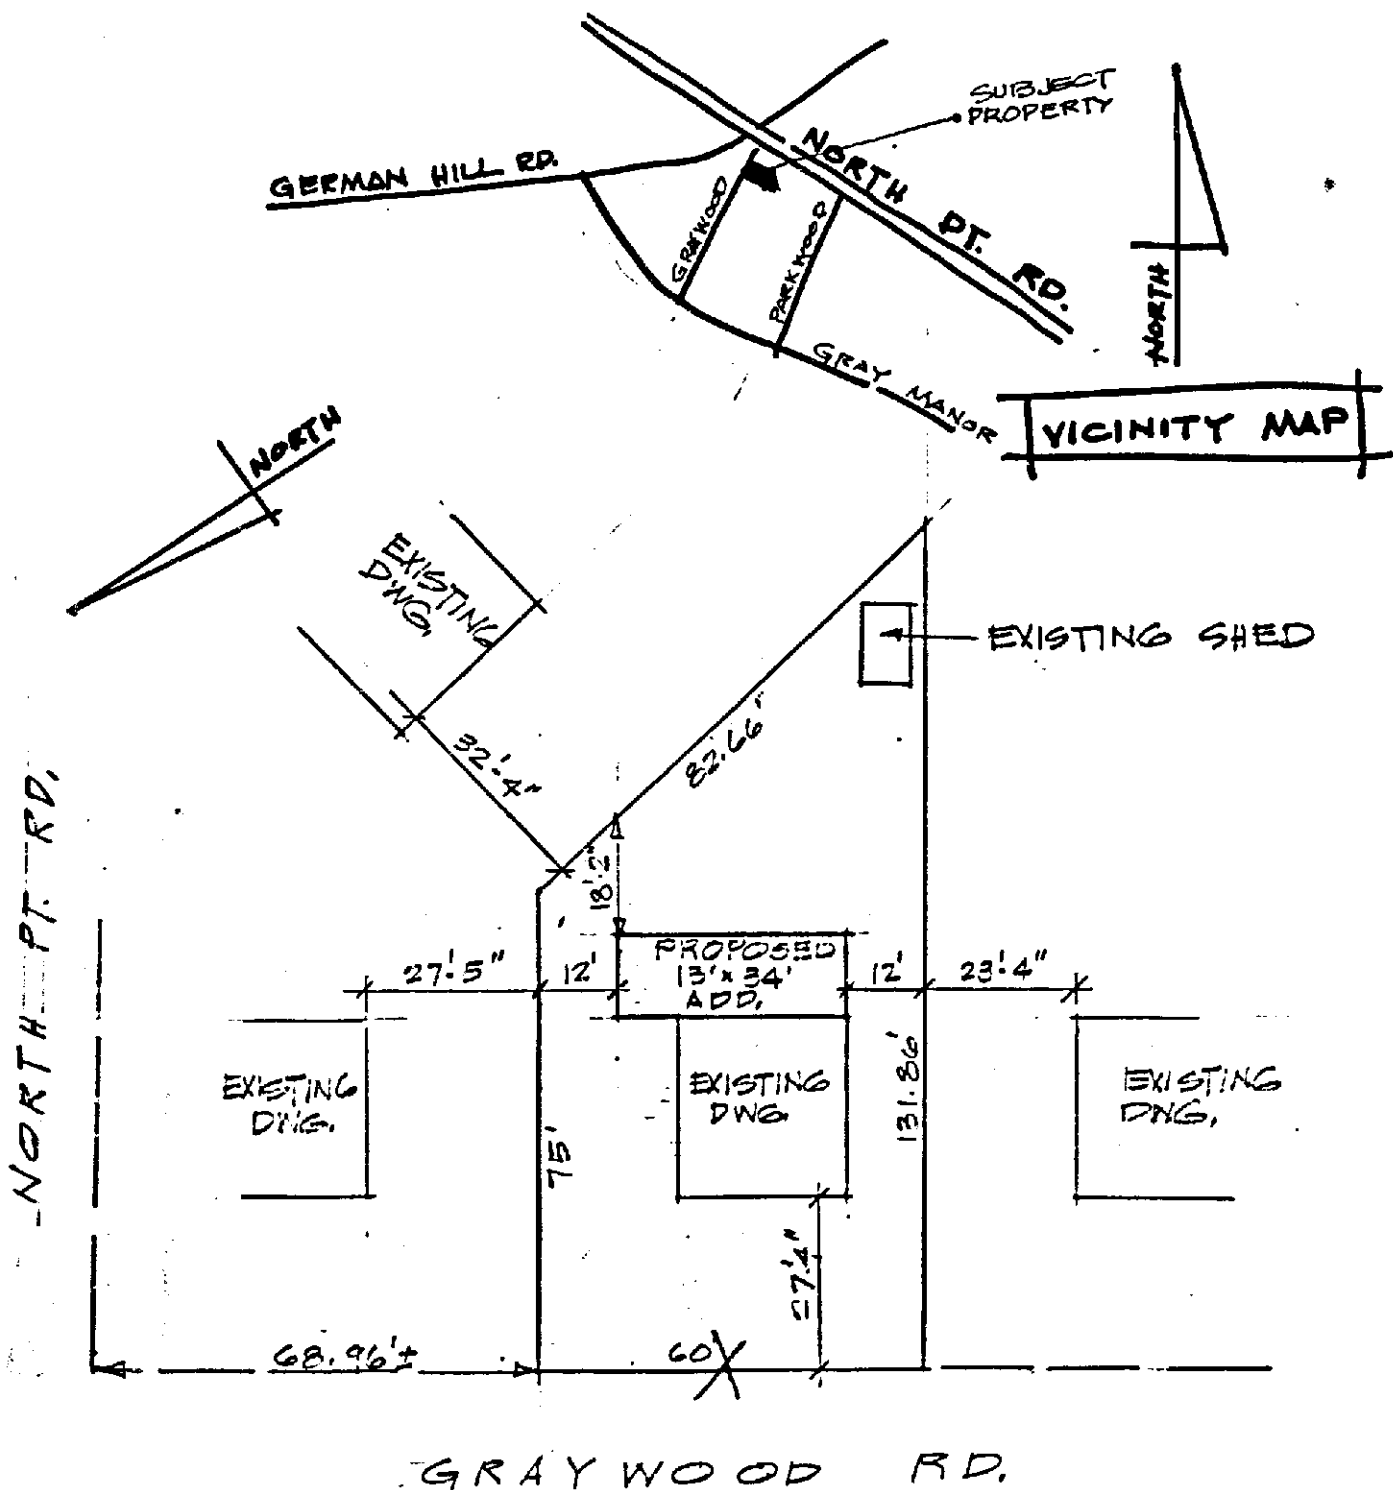 SUBJECT
PROPERTY
GERMAN HILL RD.
NORTH PT. RD.
GRAYWOOD
PARKWOOD
GRAY MANOR
NORTH
VICINITY MAP
NORTH
EXISTING
DWG.
EXISTING SHED
32'-4"
82.66'
18'-2"
NORTH PT. RD.
27'-5"
12'
PROPOSED
13' x 34'
ADD.
12'
23'-4"
EXISTING
DWG.
EXISTING
DWG.
EXISTING
DWG.
75'
131.86'
27'-4"
68.96'±
60'
GRAYWOOD RD.